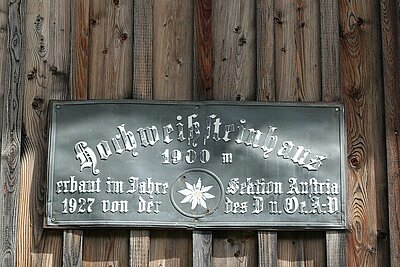 Hochweißsteinhaus
1900 m
erbaut im Jahre Sektion Austria
1927 von der des D.u.Oe.A.V